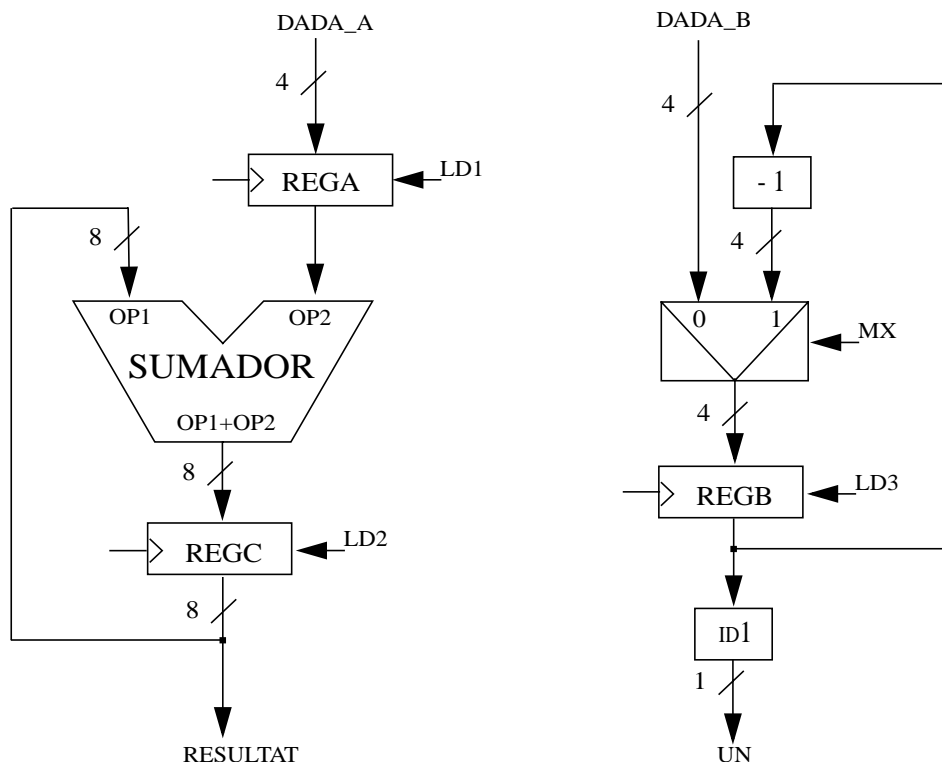 DADA_A
4
REGA
LD1
8
OP1
OP2
SUMADOR
OP1+OP2
8
REGC
LD2
8
RESULTAT
DADA_B
4
- 1
4
0
1
MX
4
REGB
LD3
ID1
1
UN